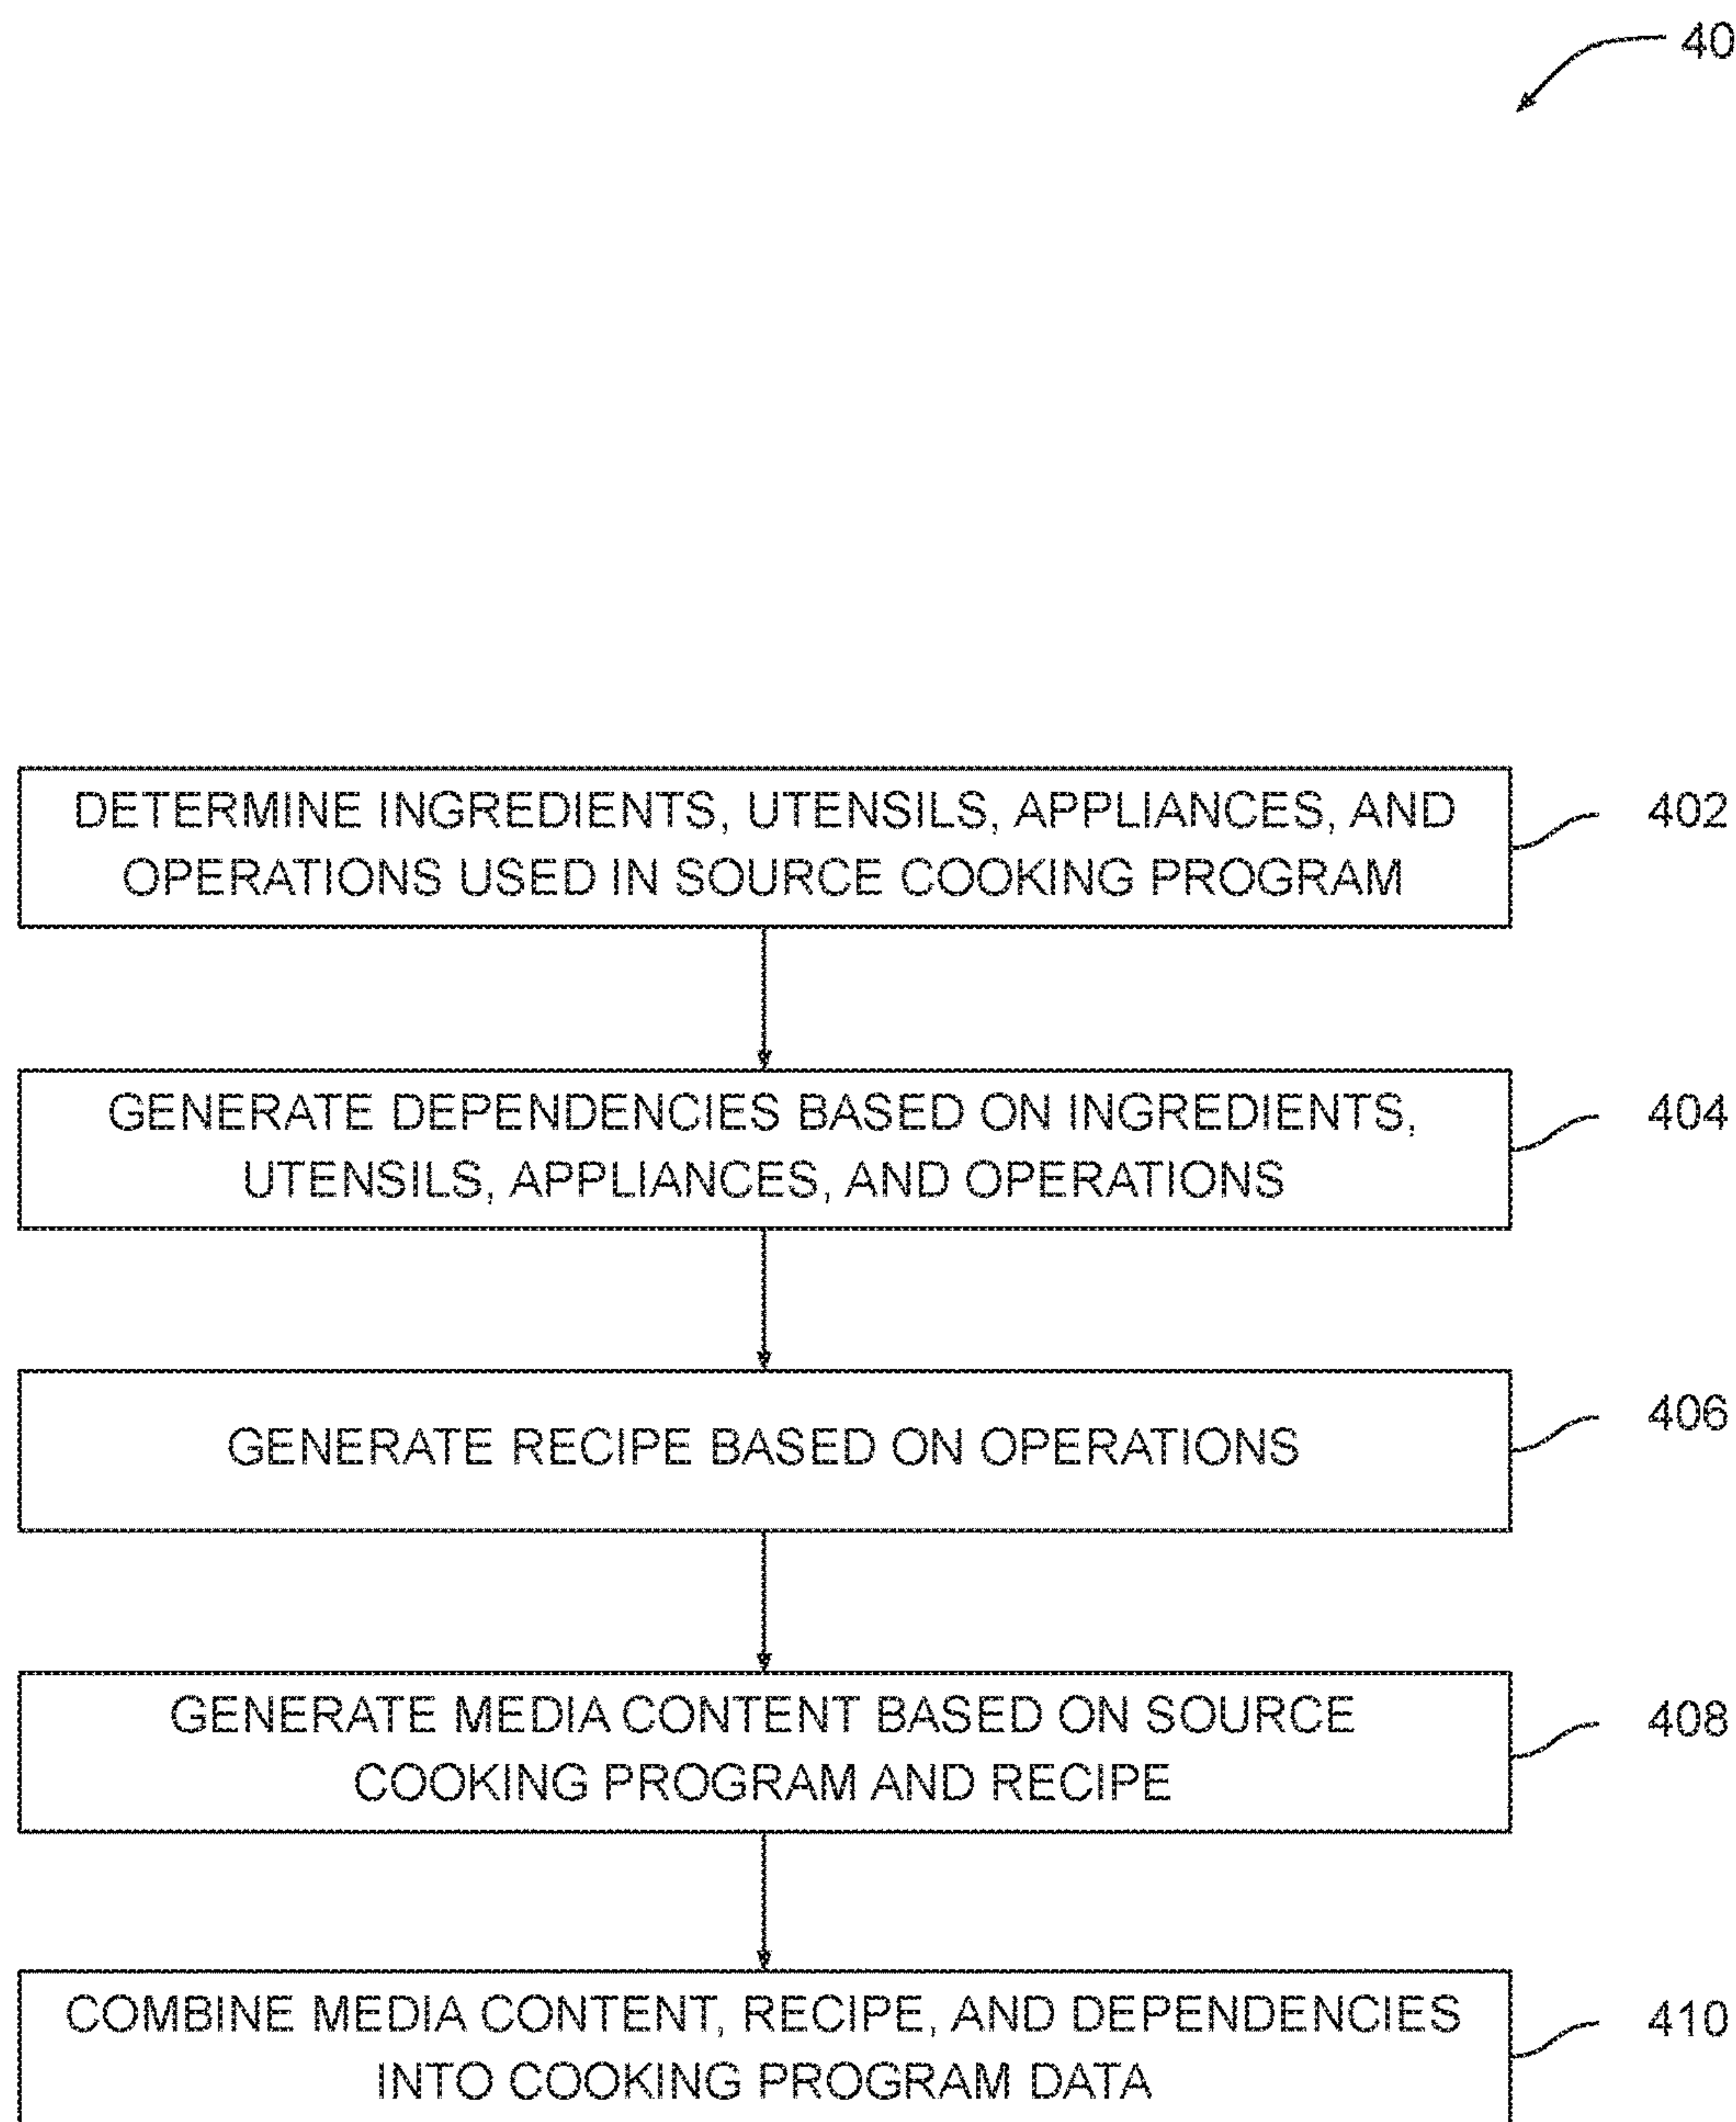 40
DETERMINE INGREDIENTS, UTENSILS, APPLIANCES, AND
OPERATIONS USED IN SOURCE COOKING PROGRAM
402
GENERATE DEPENDENCIES BASED ON INGREDIENTS,
UTENSILS, APPLIANCES, AND OPERATIONS
404
GENERATE RECIPE BASED ON OPERATIONS
406
GENERATE MEDIA CONTENT BASED ON SOURCE
COOKING PROGRAM AND RECIPE
408
COMBINE MEDIA CONTENT, RECIPE, AND DEPENDENCIES
INTO COOKING PROGRAM DATA
410